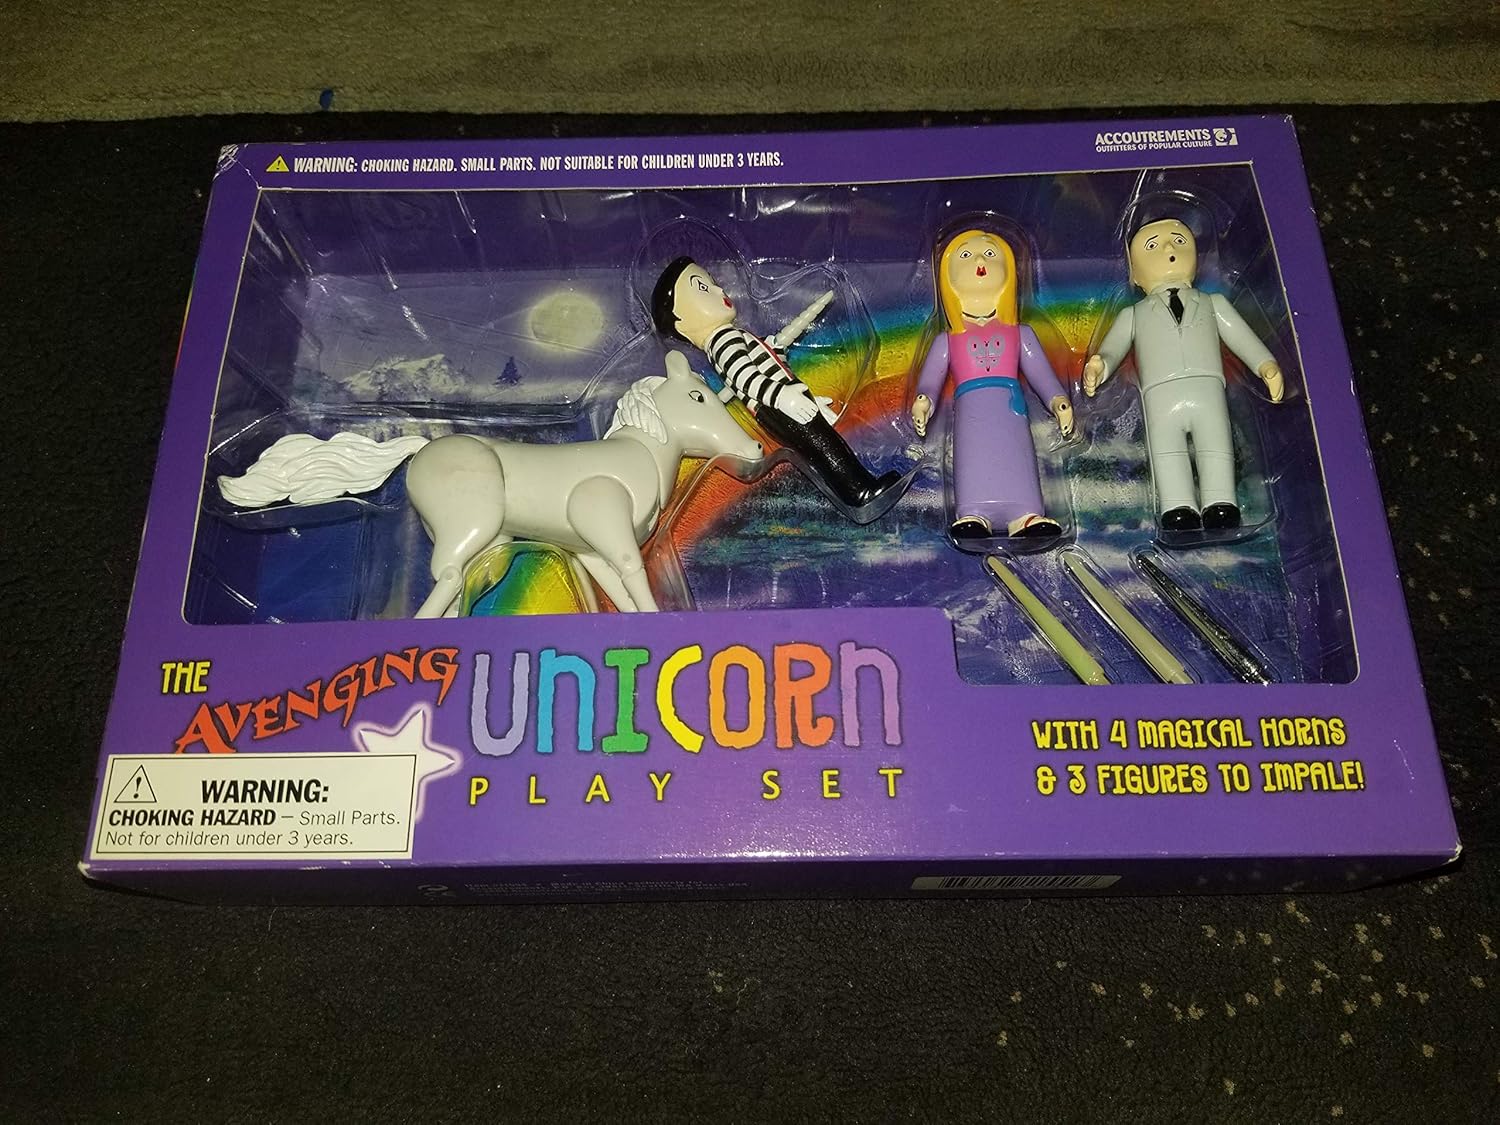 ACCOUTREMENTS
OUTFITTERS OF POPULAR CULTURE
WARNING: CHOKING HAZARD. SMALL PARTS. NOT SUITABLE FOR CHILDREN UNDER 3 YEARS.
THE
AVENGING
UNICORN
PLAY SET
WITH 4 MAGICAL HORNS
& 3 FIGURES TO IMPALE!
WARNING:
CHOKING HAZARD — Small Parts.
Not for children under 3 years.